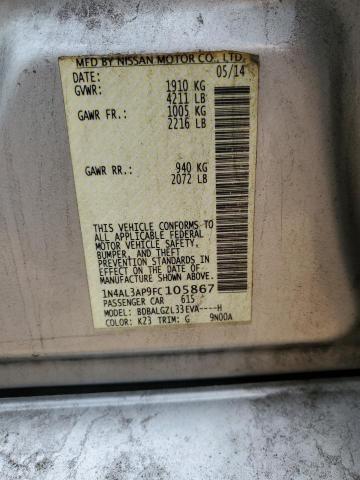 MFD BY NISSAN MOTOR CO., LTD.
DATE: 05/14
GVWR: 1910 KG
4211 LB
GAWR FR.: 1005 KG
2216 LB
GAWR RR.: 940 KG
2072 LB
THIS VEHICLE CONFORMS TO
ALL APPLICABLE FEDERAL
MOTOR VEHICLE SAFETY,
BUMPER, AND THEFT
PREVENTION STANDARDS
IN EFFECT ON THE DATE OF
MANUFACTURE SHOWN ABOVE.
1N4AL3AP9FC105867
PASSENGER CAR 615
MODEL: BDBALGZL33EVA----H
COLOR: K23 TRIM: G 9N00A